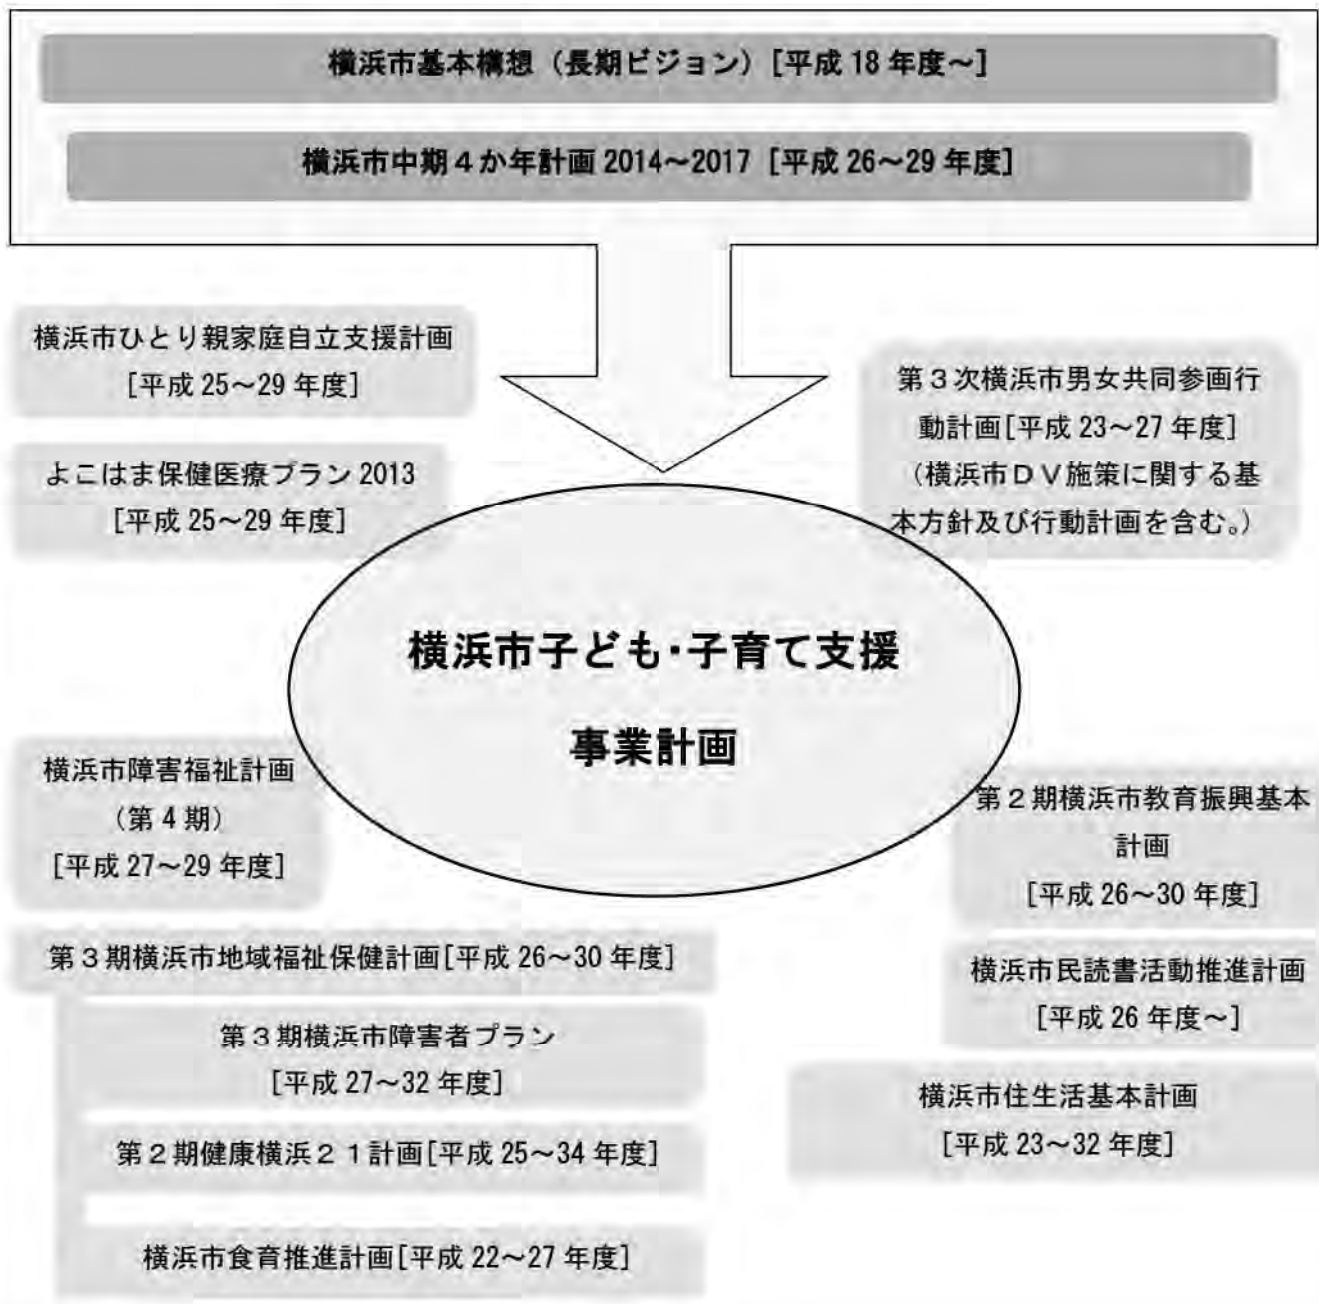 横浜市基本構想（長期ビジョン）[平成 18 年度～]
横浜市中期４か年計画 2014～2017 [平成 26～29 年度]
横浜市ひとり親家庭自立支援計画
[平成 25～29 年度]
よこはま保健医療プラン 2013
[平成 25～29 年度]
第３次横浜市男女共同参画行
動計画[平成 23～27 年度]
（横浜市ＤＶ施策に関する基
本方針及び行動計画を含む。）
横浜市子ども・子育て支援
事業計画
横浜市障害福祉計画
（第４期）
[平成 27～29 年度]
第２期横浜市教育振興基本
計画
[平成 26～30 年度]
第３期横浜市地域福祉保健計画[平成 26～30 年度]
横浜市民読書活動推進計画
[平成 26 年度～]
第３期横浜市障害者プラン
[平成 27～32 年度]
横浜市住生活基本計画
[平成 23～32 年度]
第２期健康横浜２１計画[平成 25～34 年度]
横浜市食育推進計画[平成 22～27 年度]